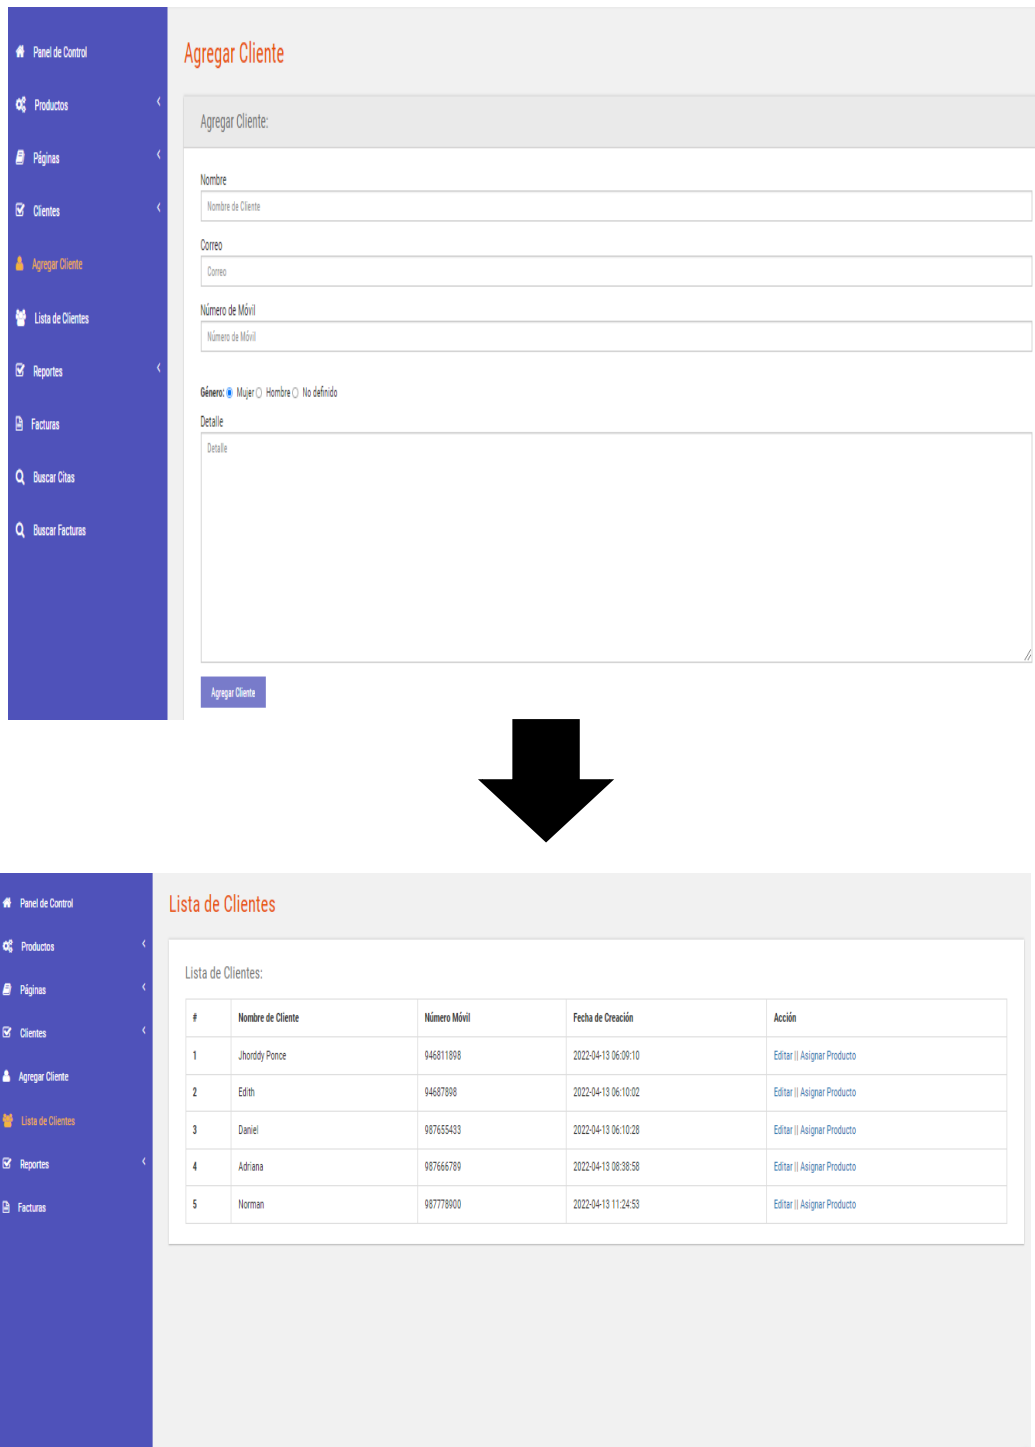 Panel de Control
Productos
Páginas
Clientes
Agregar Cliente
Lista de Clientes
Reportes
Facturas
Buscar Citas
Buscar Facturas
Agregar Cliente
Agregar Cliente:
Nombre
Nombre de Cliente
Correo
Correo
Número de Móvil
Número de Móvil
Género: Mujer Hombre No definido
Detalle
Detalle
Agregar Cliente
Panel de Control
Productos
Páginas
Clientes
Agregar Cliente
Lista de Clientes
Reportes
Facturas
Lista de Clientes
Lista de Clientes:
# Nombre de Cliente Número Móvil Fecha de Creación Acción
1 Jhorddy Ponce 946811898 2022-04-13 06:09:10 Editar || Asignar Producto
2 Edith 94687898 2022-04-13 06:10:02 Editar || Asignar Producto
3 Daniel 987655433 2022-04-13 06:10:28 Editar || Asignar Producto
4 Adriana 987666789 2022-04-13 08:38:58 Editar || Asignar Producto
5 Norman 987778900 2022-04-13 11:24:53 Editar || Asignar Producto